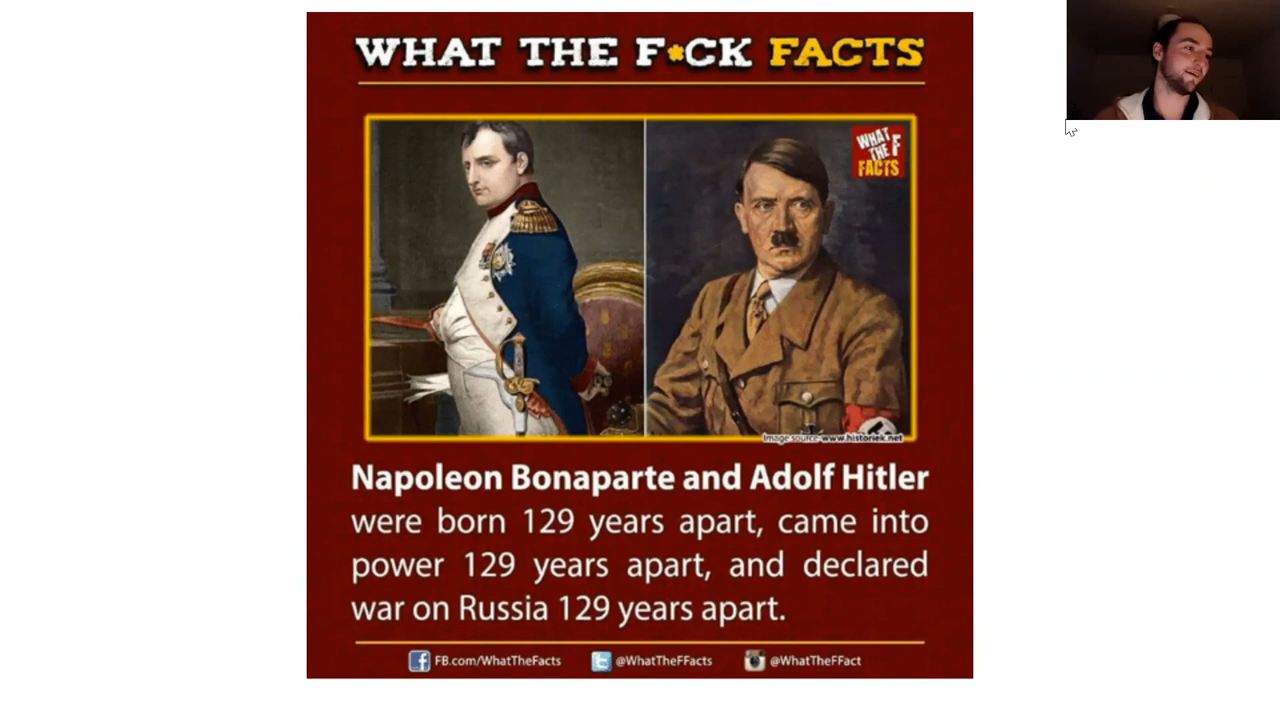 WHAT THE F*CK FACTS
WHAT
THE F
FACTS
Image source-www.historiek.net
Napoleon Bonaparte and Adolf Hitler
were born 129 years apart, came into
power 129 years apart, and declared
war on Russia 129 years apart.
FB.com/WhatTheFacts
@WhatTheFFacts
@WhatTheFFact